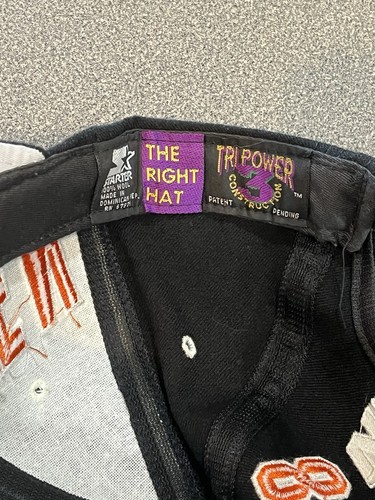 STARTER
100% WOOL
MADE IN
DOMINICAN REP.
THE
RIGHT
HAT
TRI POWER
3
CONSTRUCTION
PATENT PENDING
™